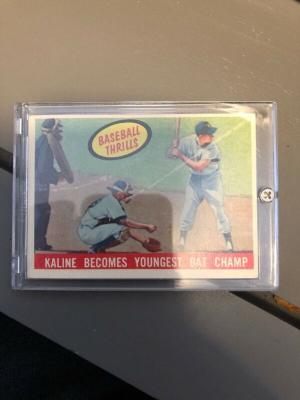 BASEBALL
THRILLS
KALINE BECOMES YOUNGEST BAT CHAMP